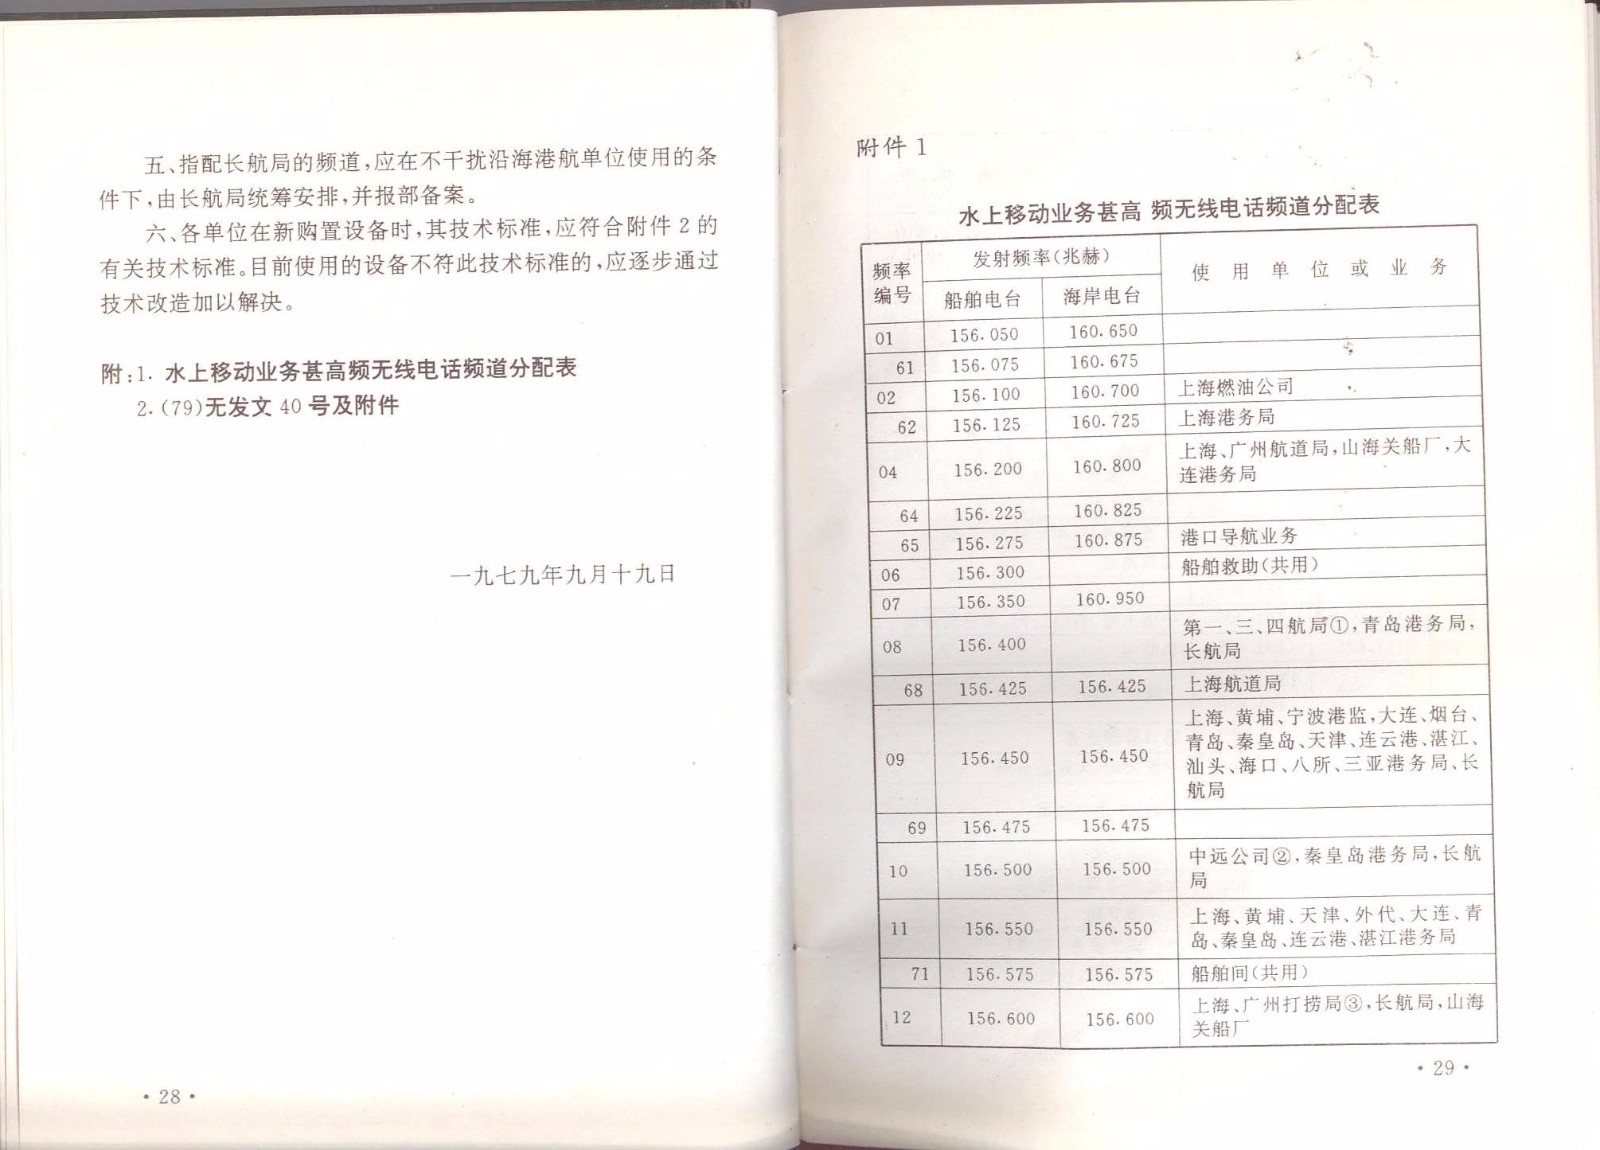 五、指配长航局的频道,应在不干扰沿海港航单位使用的条
件下,由长航局统筹安排,并报部备案。
六、各单位在新购置设备时,其技术标准,应符合附件2的
有关技术标准。目前使用的设备不符此技术标准的,应逐步通过
技术改造加以解决。
附:1. 水上移动业务甚高频无线电话频道分配表
2.(79)无发文40号及附件
一九七九年九月十九日
·28·
附件1
水上移动业务甚高 频无线电话频道分配表
频率编号 发射频率(兆赫) 使用单位或业务
船舶电台 海岸电台
01 156.050 160.650
61 156.075 160.675
02 156.100 160.700 上海燃油公司
62 156.125 160.725 上海港务局
04 156.200 160.800 上海、广州航道局,山海关船厂,大
连港务局
64 156.225 160.825
65 156.275 160.875 港口导航业务
06 156.300 船舶救助(共用)
07 156.350 160.950
08 156.400 第一、三、四航局①,青岛港务局,
长航局
68 156.425 156.425 上海航道局
09 156.450 156.450 上海、黄埔、宁波港监,大连、烟台、
青岛、秦皇岛、天津、连云港、湛江、
汕头、海口、八所、三亚港务局、长
航局
69 156.475 156.475
10 156.500 156.500 中远公司②,秦皇岛港务局,长航
局
11 156.550 156.550 上海、黄埔、天津、外代、大连、青
岛、秦皇岛、连云港、湛江港务局
71 156.575 156.575 船舶间(共用)
12 156.600 156.600 上海、广州打捞局③,长航局,山海
关船厂
·29·